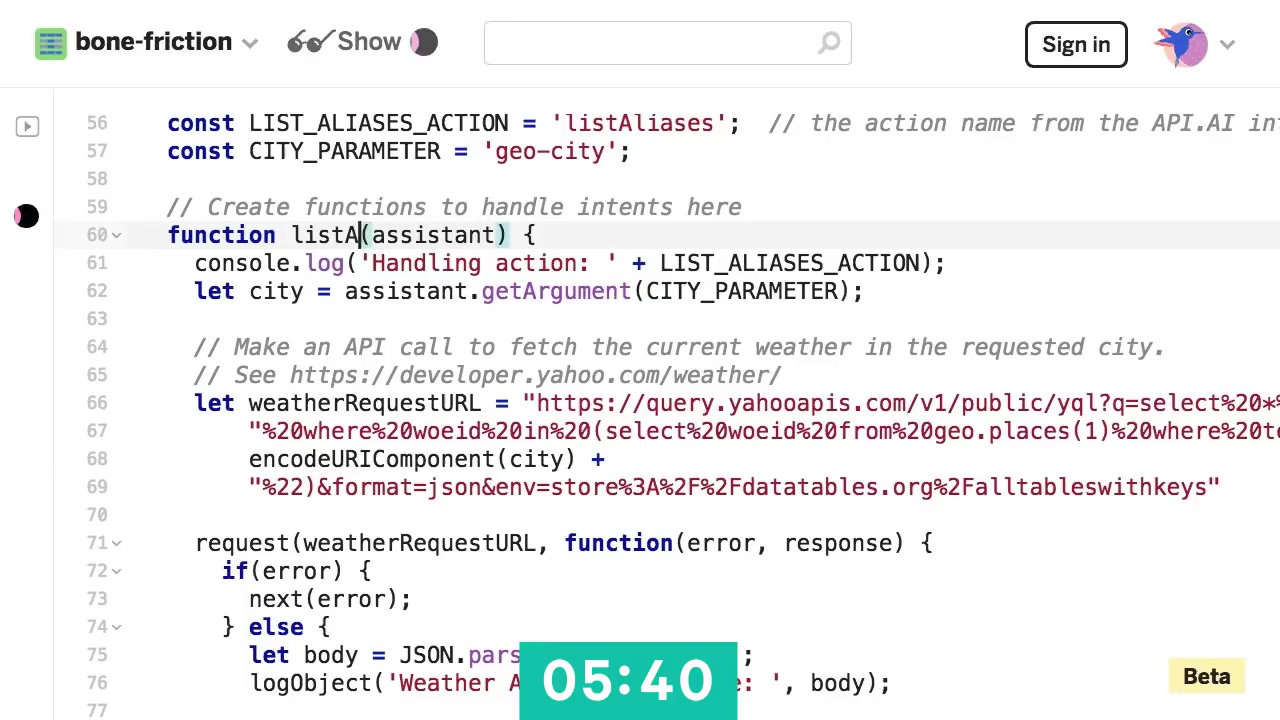 bone-friction
Show
Sign in
56 const LIST_ALIASES_ACTION = 'listAliases'; // the action name from the API.AI
57 const CITY_PARAMETER = 'geo-city';
58
59 // Create functions to handle intents here
60 function listA(assistant) {
61 console.log('Handling action: ' + LIST_ALIASES_ACTION);
62 let city = assistant.getArgument(CITY_PARAMETER);
63
64 // Make an API call to fetch the current weather in the requested city.
65 // See https://developer.yahoo.com/weather/
66 let weatherRequestURL = "https://query.yahooapis.com/v1/public/yql?q=select%20*%
67 "%20where%20woeid%20in%20(select%20woeid%20from%20geo.places(1)%20where%20te
68 encodeURIComponent(city) +
69 "%22)&format=json&env=store%3A%2F%2Fdatatables.org%2Falltableswithkeys"
70
71 request(weatherRequestURL, function(error, response) {
72 if(error) {
73 next(error);
74 } else {
75 let body = JSON.pars ;
76 logObject('Weather A e: ', body);
77
05:40
Beta